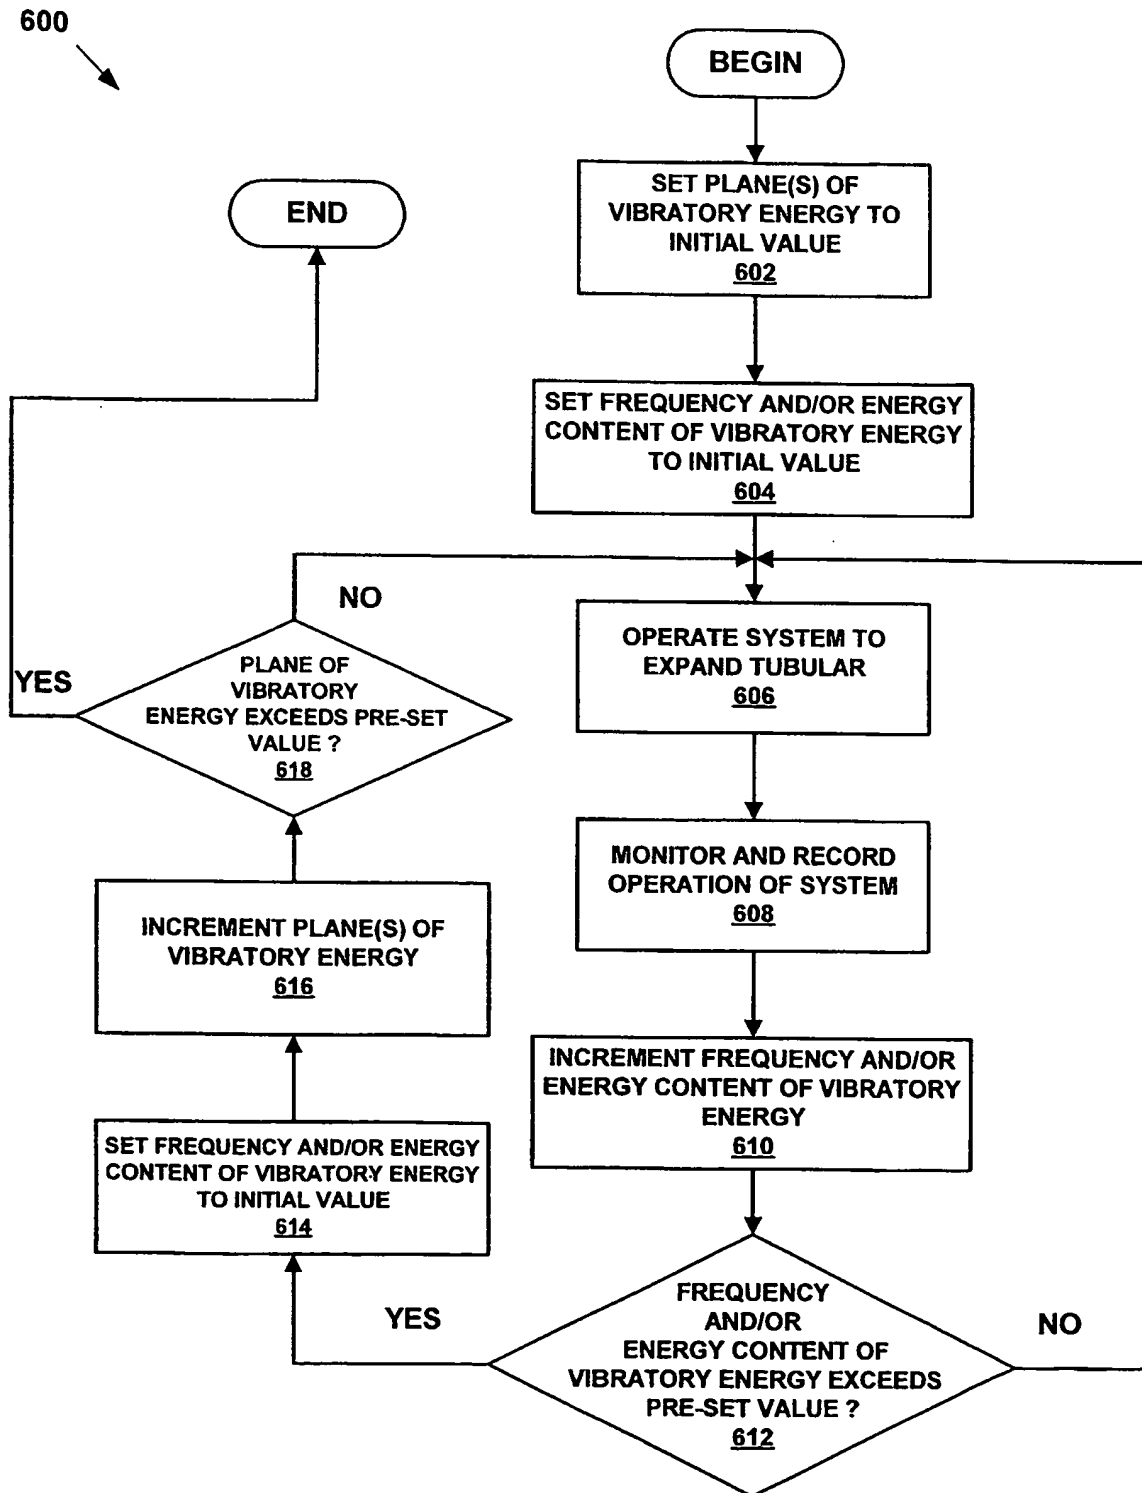 600
BEGIN
SET PLANE(S) OF
VIBRATORY ENERGY TO
INITIAL VALUE
602
END
SET FREQUENCY AND/OR ENERGY
CONTENT OF VIBRATORY ENERGY
TO INITIAL VALUE
604
NO
OPERATE SYSTEM TO
EXPAND TUBULAR
606
YES
PLANE OF
VIBRATORY
ENERGY EXCEEDS PRE-SET
VALUE ?
618
MONITOR AND RECORD
OPERATION OF SYSTEM
608
INCREMENT PLANE(S) OF
VIBRATORY ENERGY
616
INCREMENT FREQUENCY AND/OR
ENERGY CONTENT OF VIBRATORY
ENERGY
610
SET FREQUENCY AND/OR ENERGY
CONTENT OF VIBRATORY ENERGY
TO INITIAL VALUE
614
YES
FREQUENCY
AND/OR
ENERGY CONTENT OF
VIBRATORY ENERGY EXCEEDS
PRE-SET VALUE ?
612
NO